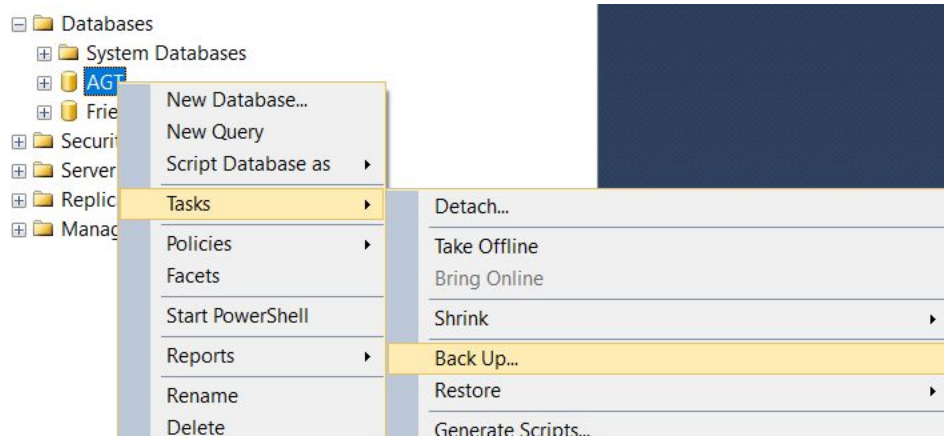 Databases
System Databases
AGT
Frie
Securit
Server
Replic
Manag
New Database...
New Query
Script Database as
Tasks
Policies
Facets
Start PowerShell
Reports
Rename
Delete
Detach...
Take Offline
Bring Online
Shrink
Back Up...
Restore
Generate Scripts...